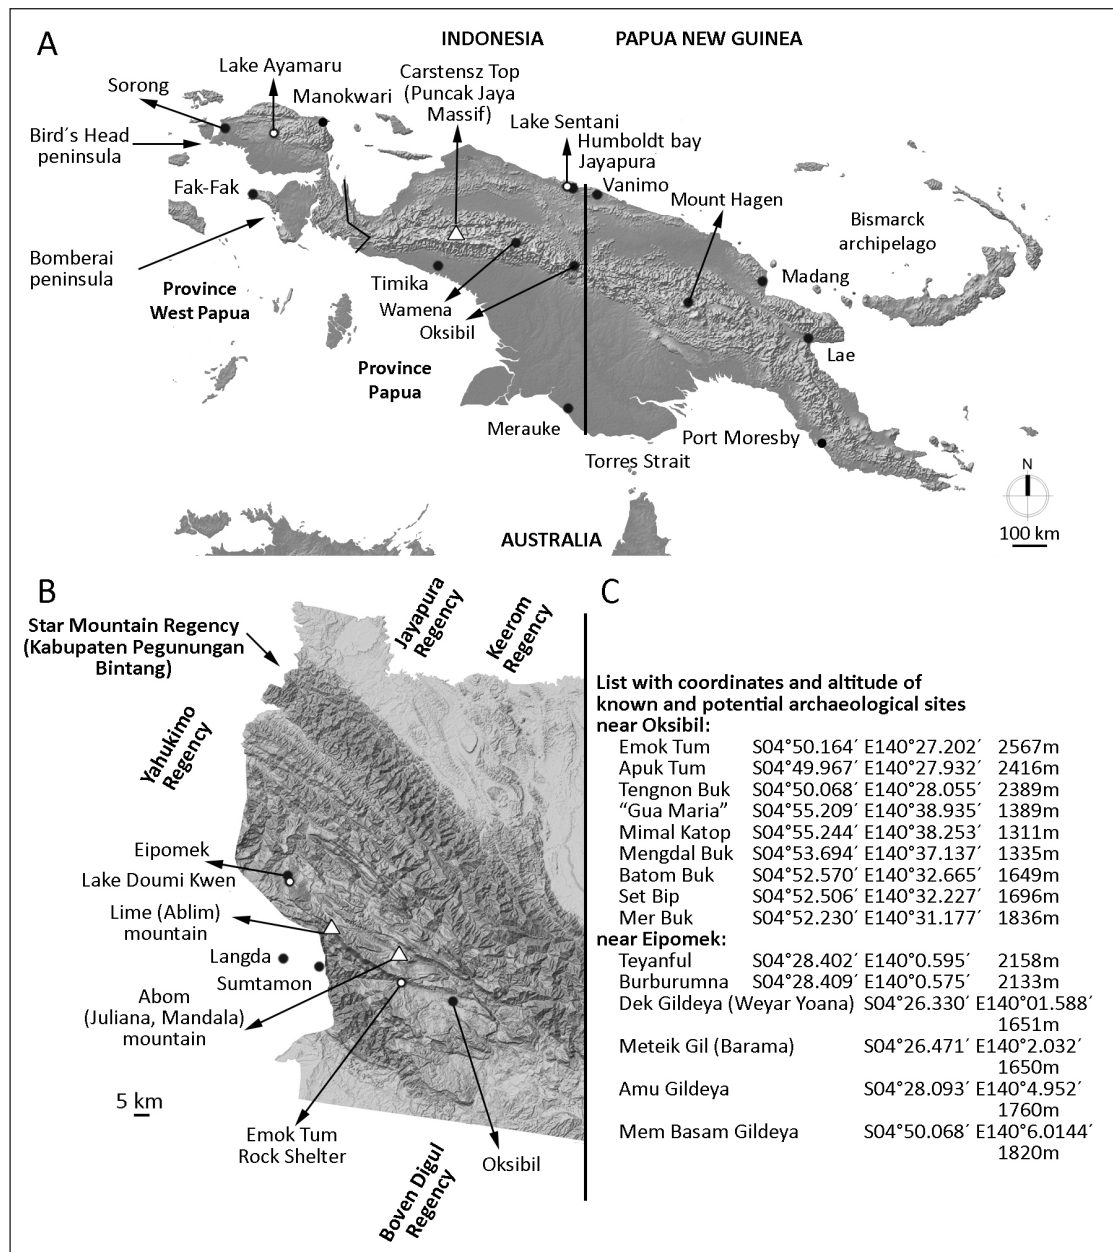 A
INDONESIA
PAPUA NEW GUINEA
Lake Ayamaru
Sorong
Manokwari
Carstensz Top
(Puncak Jaya
Massif)
Bird´s Head
peninsula
Lake Sentani
Humboldt bay
Jayapura
Fak-Fak
Vanimo
Mount Hagen
Bismarck
archipelago
Bomberai
peninsula
Province
West Papua
Timika
Wamena
Oksibil
Madang
Lae
Province
Papua
Merauke
Port Moresby
Torres Strait
N
100 km
AUSTRALIA
B
Star Mountain Regency
(Kabupaten Pegunungan
Bintang)
Jayapura
Regency
Keerom
Regency
Yahukimo
Regency
Eipomek
Lake Doumi Kwen
Lime (Ablim)
mountain
Langda
Sumtamon
Abom
(Juliana, Mandala)
mountain
5 km
Emok Tum
Rock Shelter
Oksibil
Boven Digul
Regency
C
List with coordinates and altitude of
known and potential archaeological sites
near Oksibil:
Emok Tum S04°50.164´ E140°27.202´ 2567m
Apuk Tum S04°49.967´ E140°27.932´ 2416m
Tengnon Buk S04°50.068´ E140°28.055´ 2389m
“Gua Maria” S04°55.209´ E140°38.935´ 1389m
Mimal Katop S04°55.244´ E140°38.253´ 1311m
Mengdal Buk S04°53.694´ E140°37.137´ 1335m
Batom Buk S04°52.570´ E140°32.665´ 1649m
Set Bip S04°52.506´ E140°32.227´ 1696m
Mer Buk S04°52.230´ E140°31.177´ 1836m
near Eipomek:
Teyanful S04°28.402´ E140°0.595´ 2158m
Burburumna S04°28.409´ E140°0.575´ 2133m
Dek Gildeya (Weyar Yoana) S04°26.330´ E140°01.588´
1651m
Meteik Gil (Barama) S04°26.471´ E140°2.032´
1650m
Amu Gildeya S04°28.093´ E140°4.952´
1760m
Mem Basam Gildeya S04°50.068´ E140°6.0144´
1820m